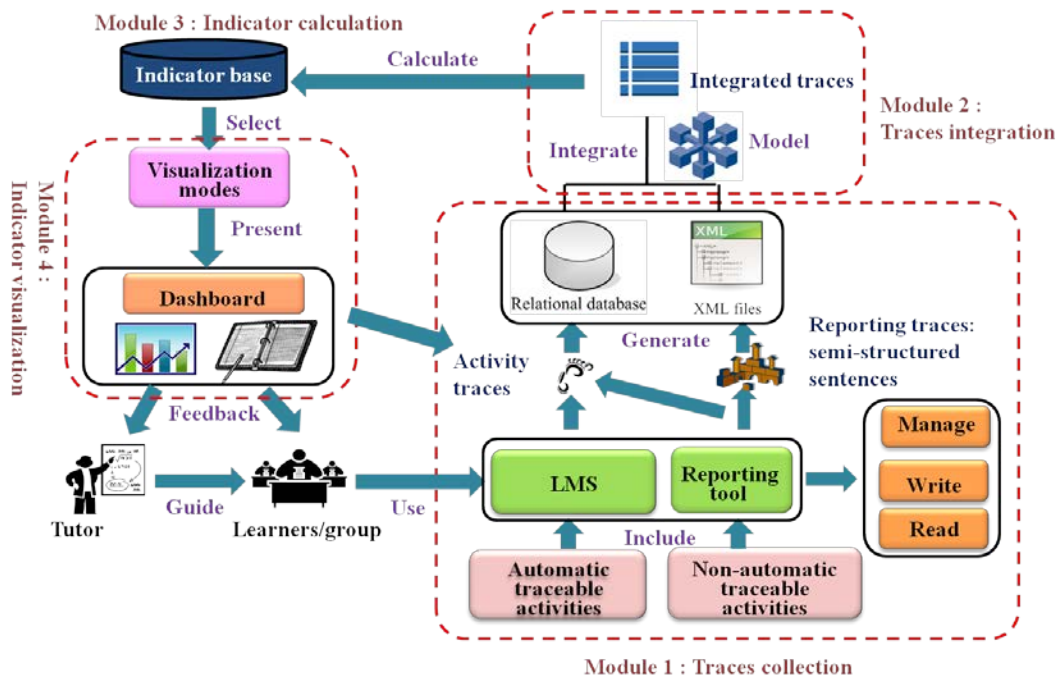 Module 3 : Indicator calculation
Indicator base
Calculate
Integrated traces
Module 2 :
Traces integration
Select
Integrate
Model
Visualization
modes
Module 4 :
Indicator visualization
Present
XML
Dashboard
Relational database
XML files
Generate
Reporting traces:
semi-structured
sentences
Activity
traces
Feedback
Manage
LMS
Reporting
tool
Write
Guide
Use
Tutor
Learners/group
Include
Read
Automatic
traceable
activities
Non-automatic
traceable
activities
Module 1 : Traces collection